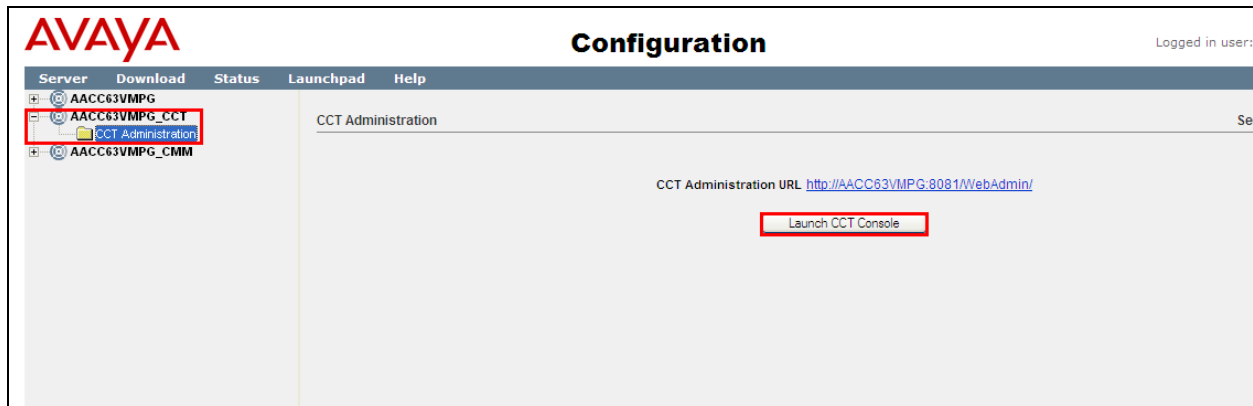 AVAYA
Configuration
Logged in user:
Server Download Status Launchpad Help
AACC63VMPG
AACC63VMPG_CCT
CCT Administration
AACC63VMPG_CMM
CCT Administration
Se
CCT Administration URL http://AACC63VMPG:8081/WebAdmin/
Launch CCT Console